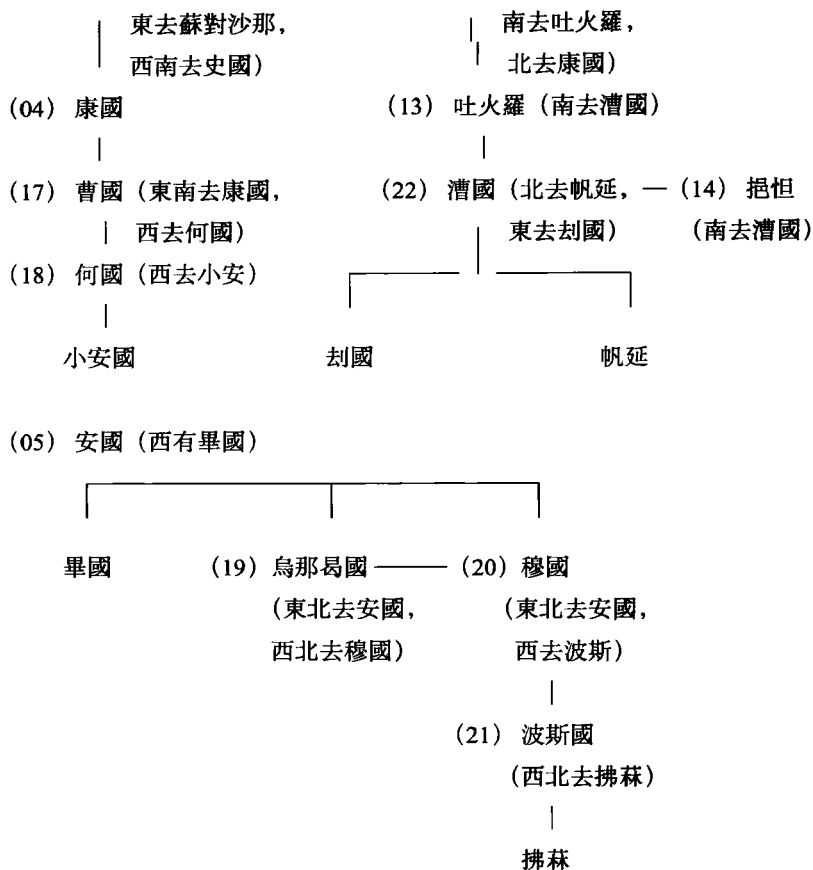 東去蘇對沙那， 南去吐火羅，
西南去史國） 北去康國）
(04) 康國 (13) 吐火羅（南去漕國）
(17) 曹國（東南去康國， (22) 漕國（北去帆延，— (14) 挹怛
西去何國） 東去刦國） （南去漕國）
(18) 何國（西去小安）
小安國 刦國 帆延
(05) 安國（西有畢國）
畢國 (19) 烏那曷國 —— (20) 穆國
（東北去安國， （東北去安國，
西北去穆國） 西去波斯）
(21) 波斯國
（西北去拂菻）
拂菻